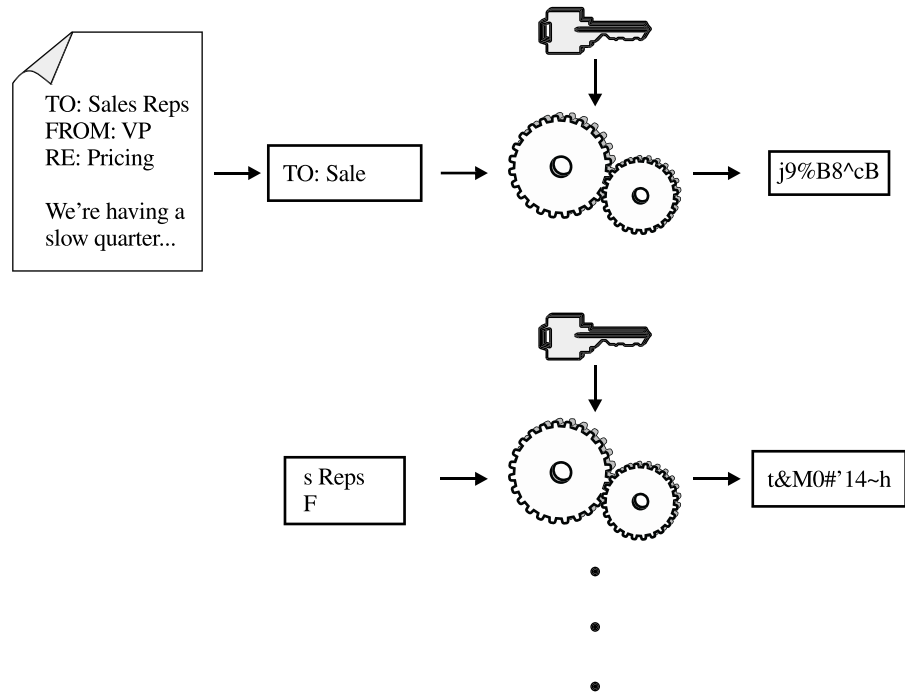 TO: Sales Reps
FROM: VP
RE: Pricing
We're having a
slow quarter...
TO: Sale
j9%B8^cB
s Reps
F
t&M0#'14~h